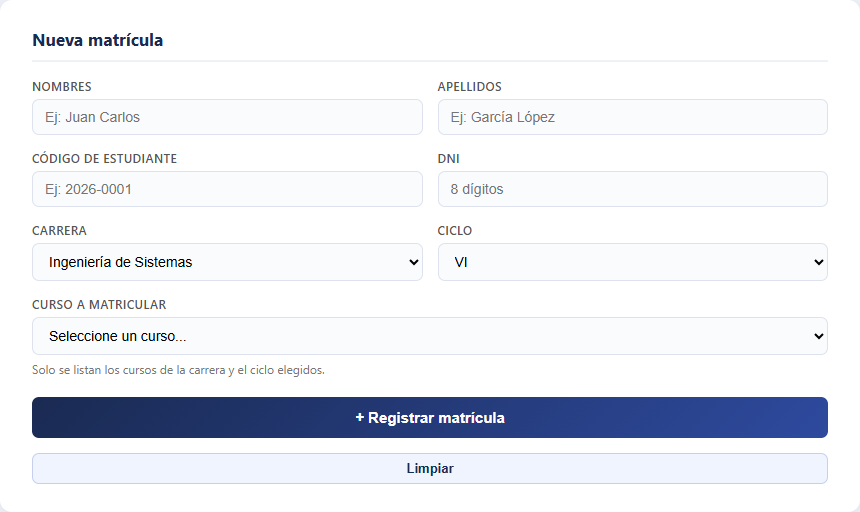 Nueva matrícula
NOMBRES
APELLIDOS
Ej: Juan Carlos
Ej: García López
CÓDIGO DE ESTUDIANTE
DNI
Ej: 2026-0001
8 dígitos
CARRERA
CICLO
Ingeniería de Sistemas
VI
CURSO A MATRICULAR
Seleccione un curso...
Solo se listan los cursos de la carrera y el ciclo elegidos.
+ Registrar matrícula
Limpiar